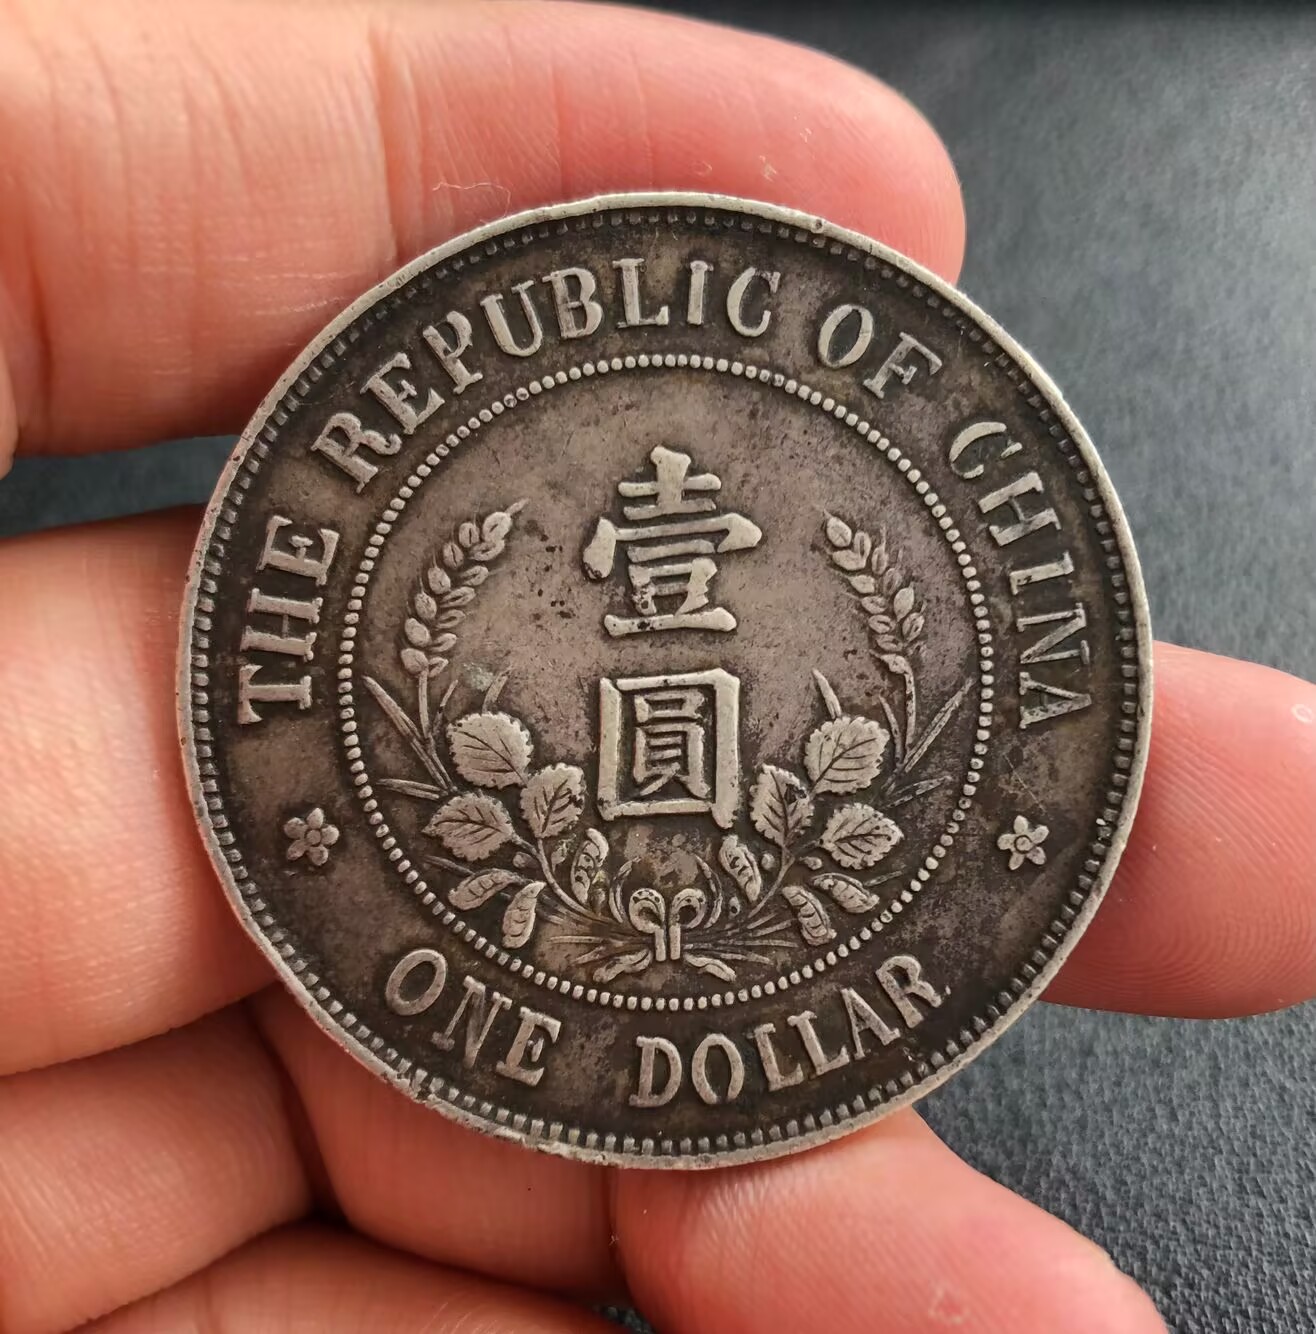 THE REPUBLIC OF CHINA
壹
圓
ONE DOLLAR